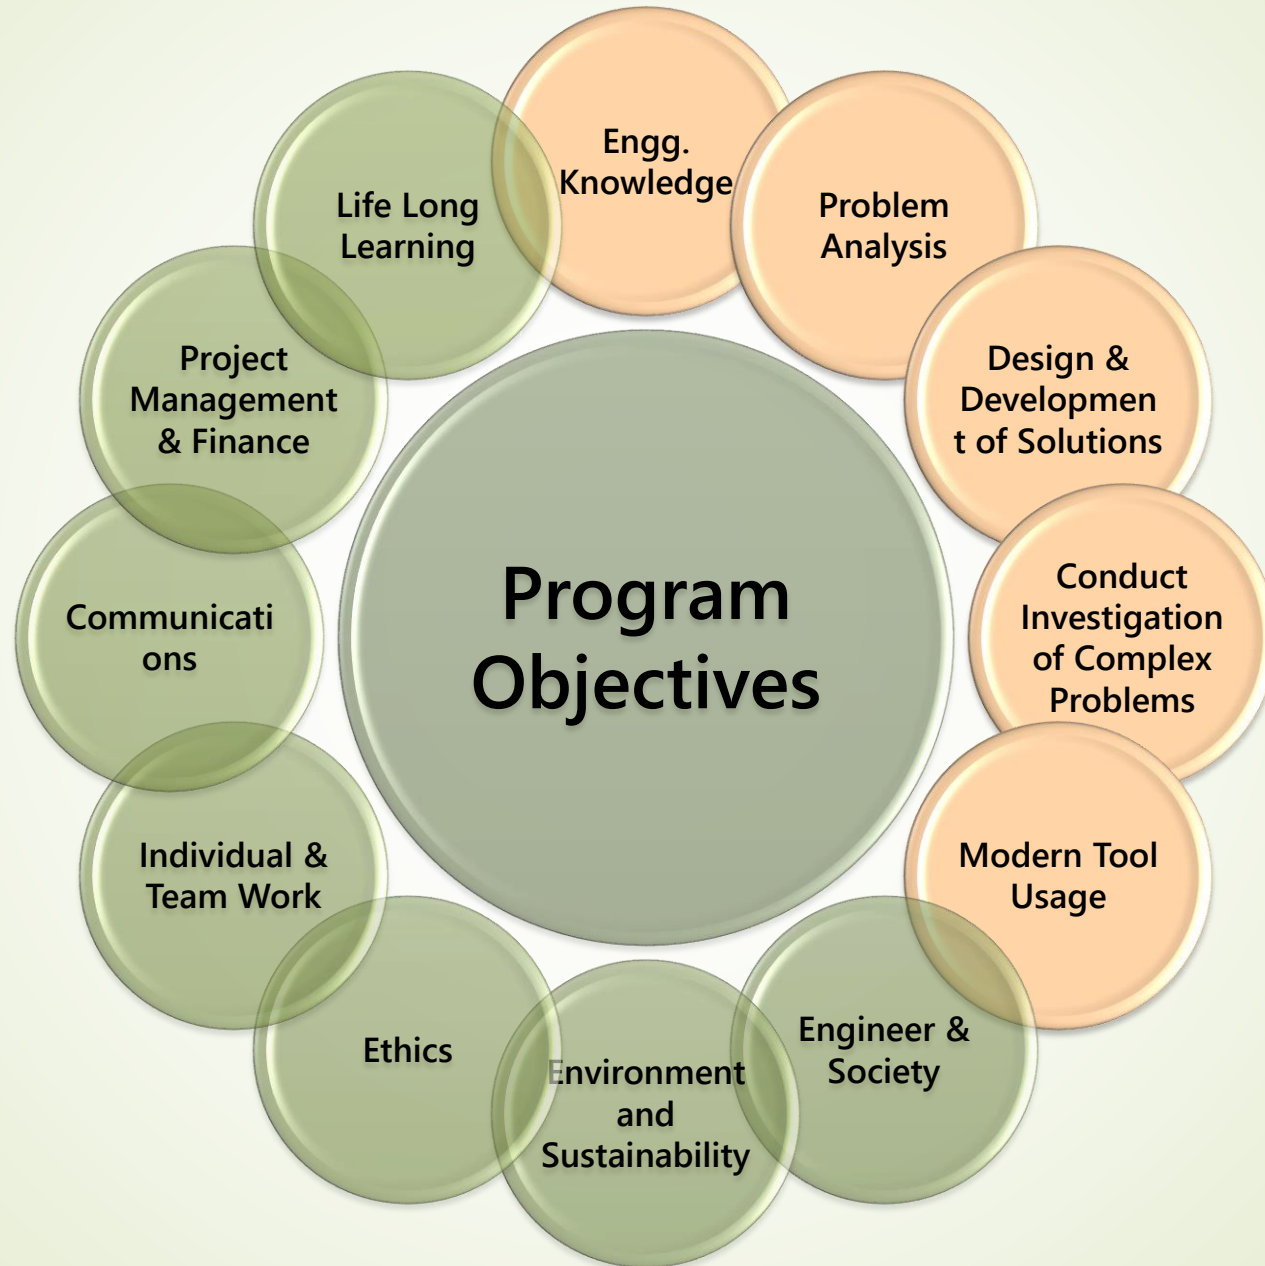 Engg.
Knowledge
Problem
Analysis
Design &
Developmen
t of Solutions
Conduct
Investigation
of Complex
Problems
Modern Tool
Usage
Engineer &
Society
Environment
and
Sustainability
Ethics
Individual &
Team Work
Communicati
ons
Project
Management
& Finance
Life Long
Learning
Program
Objectives